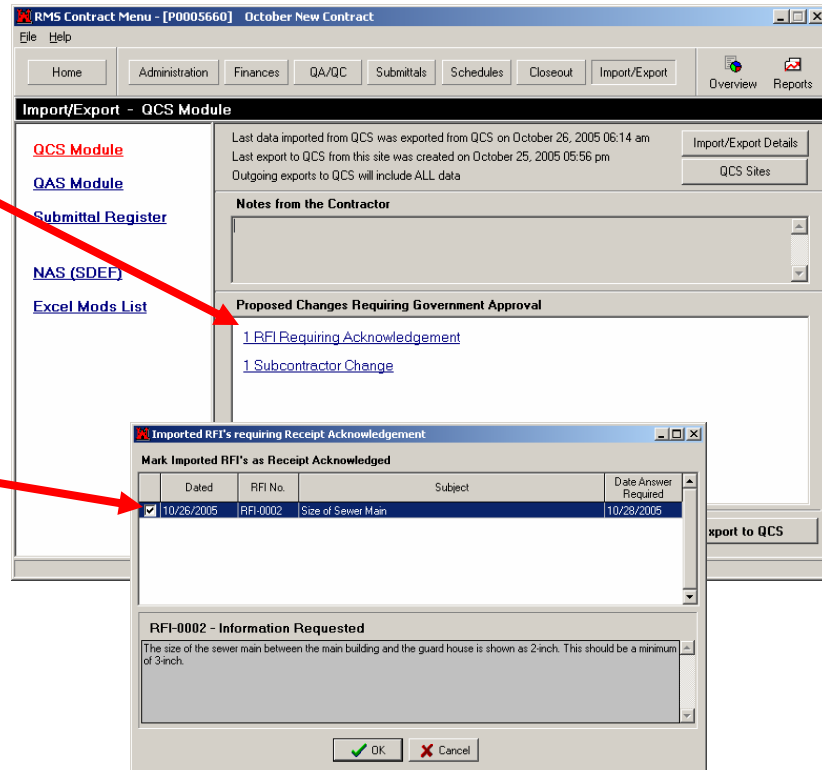 RMS Contract Menu - [P0005660] October New Contract
File Help
Home Administration Finances QA/QC Submittals Schedules Closeout Import/Export Overview Reports
Import/Export - QCS Module
QCS Module
QAS Module
Submittal Register
NAS (SDEF)
Excel Mods List
Last data imported from QCS was exported from QCS on October 26, 2005 06:14 am
Last export to QCS from this site was created on October 25, 2005 05:56 pm
Outgoing exports to QCS will include ALL data
Import/Export Details
QCS Sites
Notes from the Contractor
Proposed Changes Requiring Government Approval
1 RFI Requiring Acknowledgement
1 Subcontractor Change
xport to QCS
Imported RFI's requiring Receipt Acknowledgement
Mark Imported RFI's as Receipt Acknowledged
Dated RFI No. Subject Date Answer Required
10/26/2005 RFI-0002 Size of Sewer Main 10/28/2005
RFI-0002 - Information Requested
The size of the sewer main between the main building and the guard house is shown as 2-inch. This should be a minimum
of 3-inch.
OK Cancel